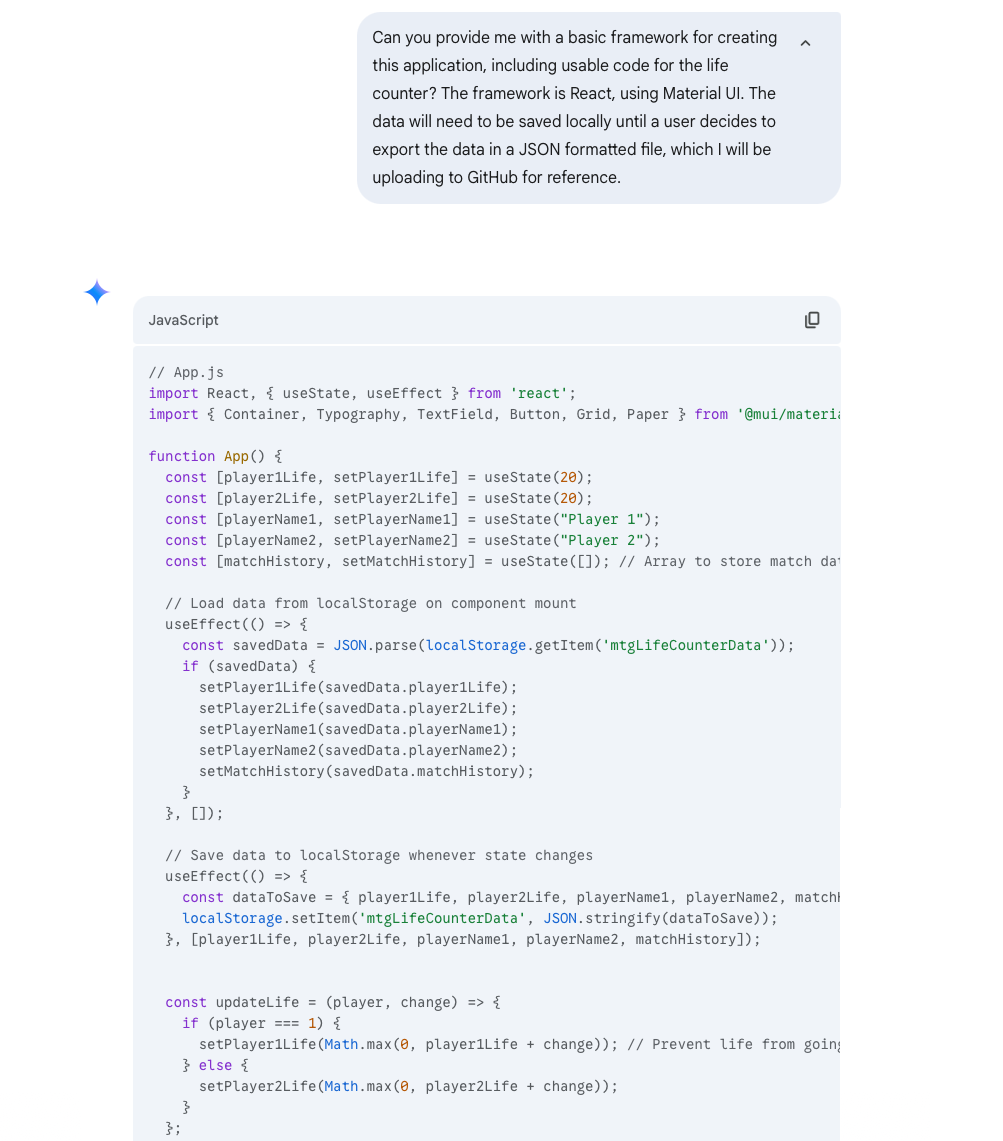 Can you provide me with a basic framework for creating
this application, including usable code for the life
counter? The framework is React, using Material UI. The
data will need to be saved locally until a user decides to
export the data in a JSON formatted file, which I will be
uploading to GitHub for reference.
JavaScript
// App.js
import React, { useState, useEffect } from 'react';
import { Container, Typography, TextField, Button, Grid, Paper } from '@mui/materia
function App() {
  const [player1Life, setPlayer1Life] = useState(20);
  const [player2Life, setPlayer2Life] = useState(20);
  const [playerName1, setPlayerName1] = useState("Player 1");
  const [playerName2, setPlayerName2] = useState("Player 2");
  const [matchHistory, setMatchHistory] = useState([]); // Array to store match dat
  // Load data from localStorage on component mount
  useEffect(() => {
    const savedData = JSON.parse(localStorage.getItem('mtgLifeCounterData'));
    if (savedData) {
      setPlayer1Life(savedData.player1Life);
      setPlayer2Life(savedData.player2Life);
      setPlayerName1(savedData.playerName1);
      setPlayerName2(savedData.playerName2);
      setMatchHistory(savedData.matchHistory);
    }
  }, []);
  // Save data to localStorage whenever state changes
  useEffect(() => {
    const dataToSave = { player1Life, player2Life, playerName1, playerName2, matchH
    localStorage.setItem('mtgLifeCounterData', JSON.stringify(dataToSave));
  }, [player1Life, player2Life, playerName1, playerName2, matchHistory]);
  const updateLife = (player, change) => {
    if (player === 1) {
      setPlayer1Life(Math.max(0, player1Life + change)); // Prevent life from going
    } else {
      setPlayer2Life(Math.max(0, player2Life + change));
    }
  };